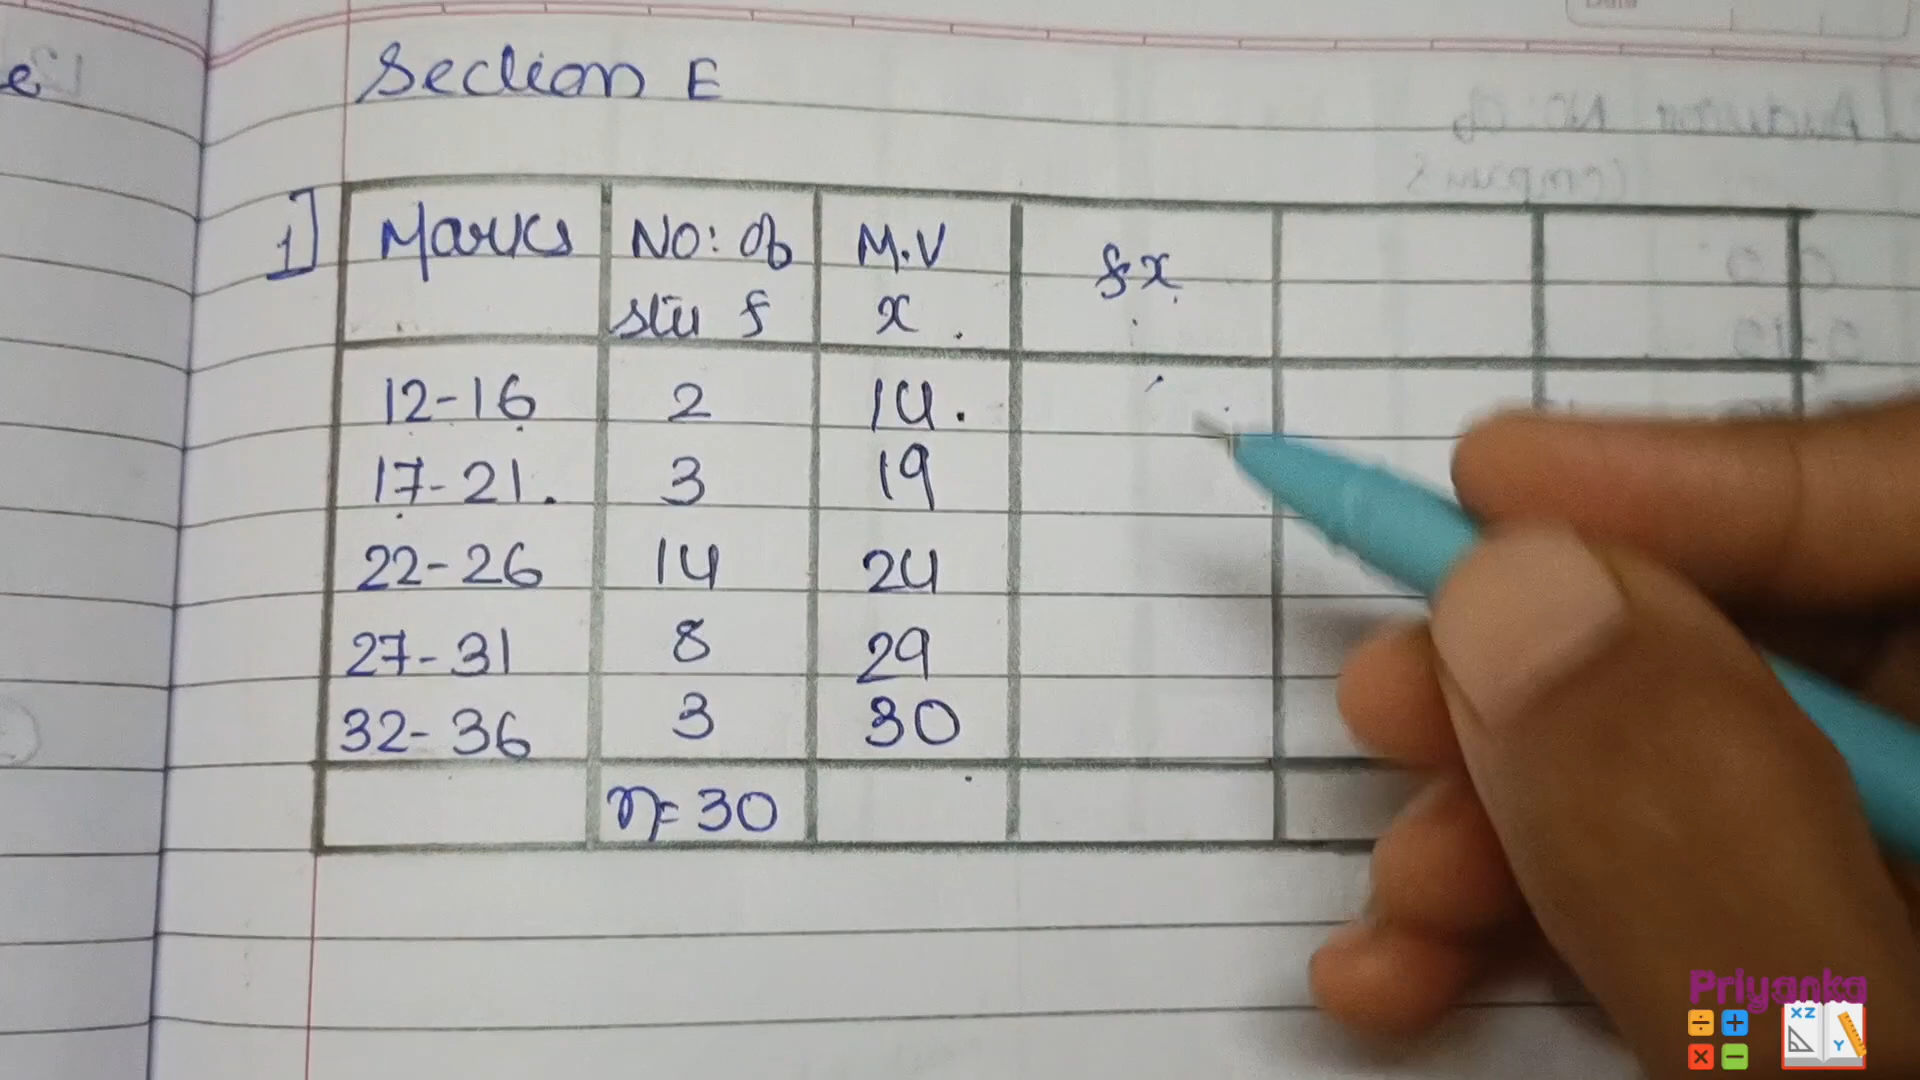 Section E
1] Marks No: of stu f M.V x fx
12-16 2 14.
17-21. 3 19
22-26 14 24
27-31 8 29
32-36 3 30
n= 30
Priyanka
XZ
Y